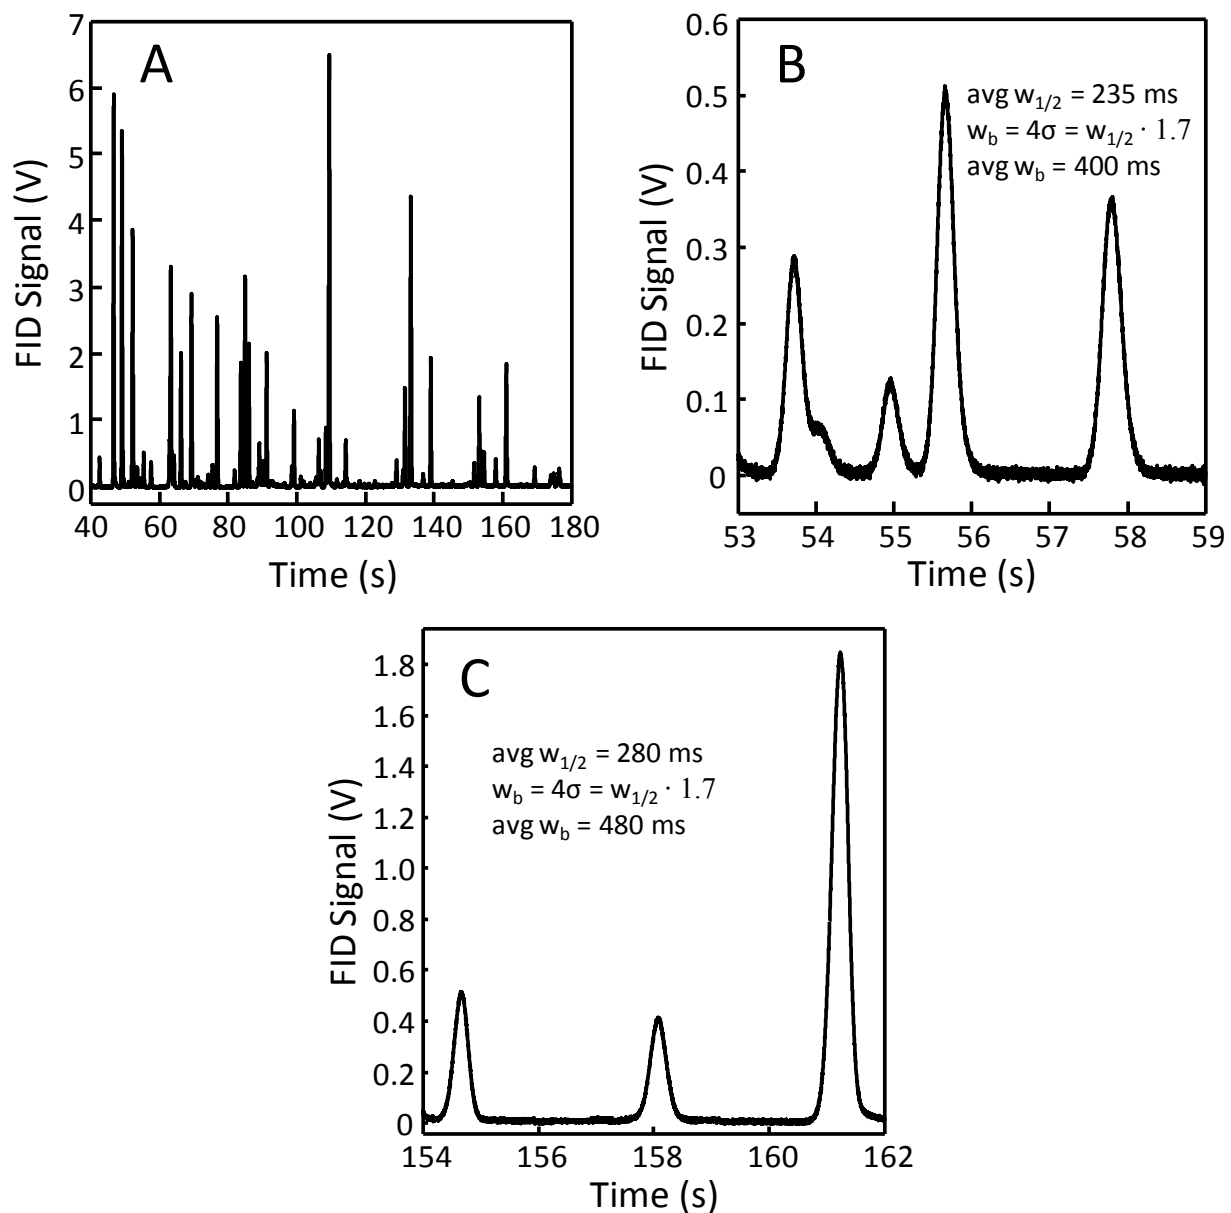 A
FID Signal (V)
7
6
5
4
3
2
1
0
40 60 80 100 120 140 160 180
Time (s)
B
avg w1/2 = 235 ms
wb = 4σ = w1/2 · 1.7
avg wb = 400 ms
FID Signal (V)
0.6
0.5
0.4
0.3
0.2
0.1
0
53 54 55 56 57 58 59
Time (s)
C
avg w1/2 = 280 ms
wb = 4σ = w1/2 · 1.7
avg wb = 480 ms
FID Signal (V)
1.8
1.6
1.4
1.2
1.0
0.8
0.6
0.4
0.2
0
154 156 158 160 162
Time (s)